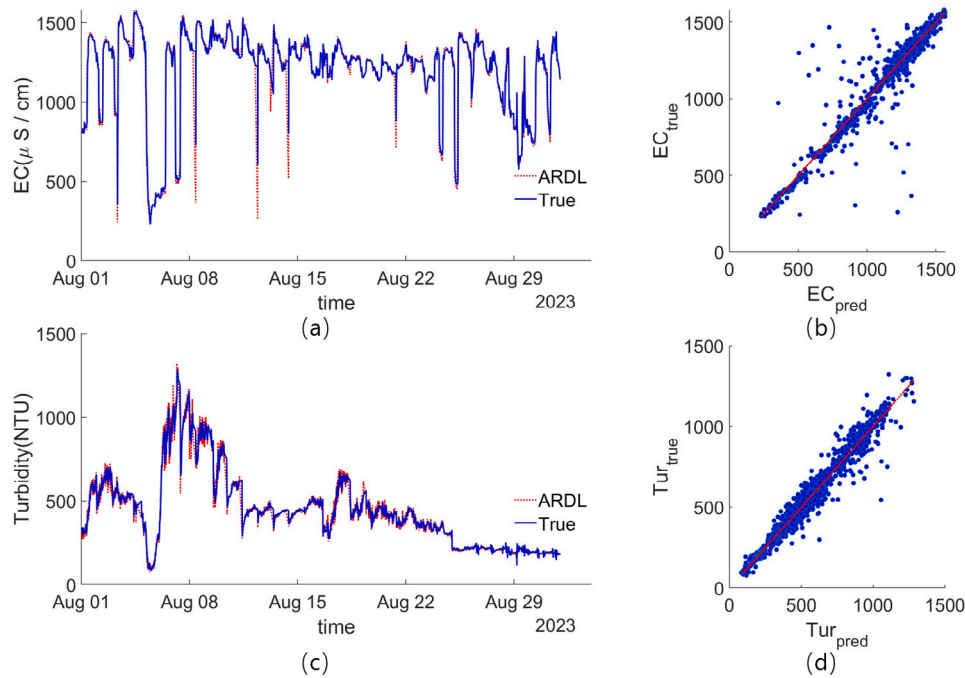 1500
1000
500
0
EC(μ S / cm)
ARDL
True
Aug 01
Aug 08
Aug 15
Aug 22
Aug 29
time
2023
(a)
1500
1000
500
0
EC_true
0
500
1000
1500
EC_pred
(b)
1500
1000
500
0
Turbidity(NTU)
ARDL
True
Aug 01
Aug 08
Aug 15
Aug 22
Aug 29
time
2023
(c)
1500
1000
500
0
Tur_true
0
500
1000
1500
Tur_pred
(d)